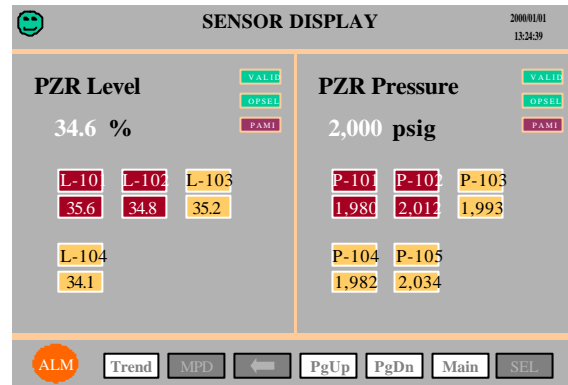 SENSOR DISPLAY
2000/01/01
13:24:39
PZR Level
VALID
OPSEL
PAMI
34.6 %
L-101 L-102 L-103
35.6 34.8 35.2
L-104
34.1
PZR Pressure
VALID
OPSEL
PAMI
2,000 psig
P-101 P-102 P-103
1,980 2,012 1,993
P-104 P-105
1,982 2,034
ALM Trend MPD PgUp PgDn Main SEL